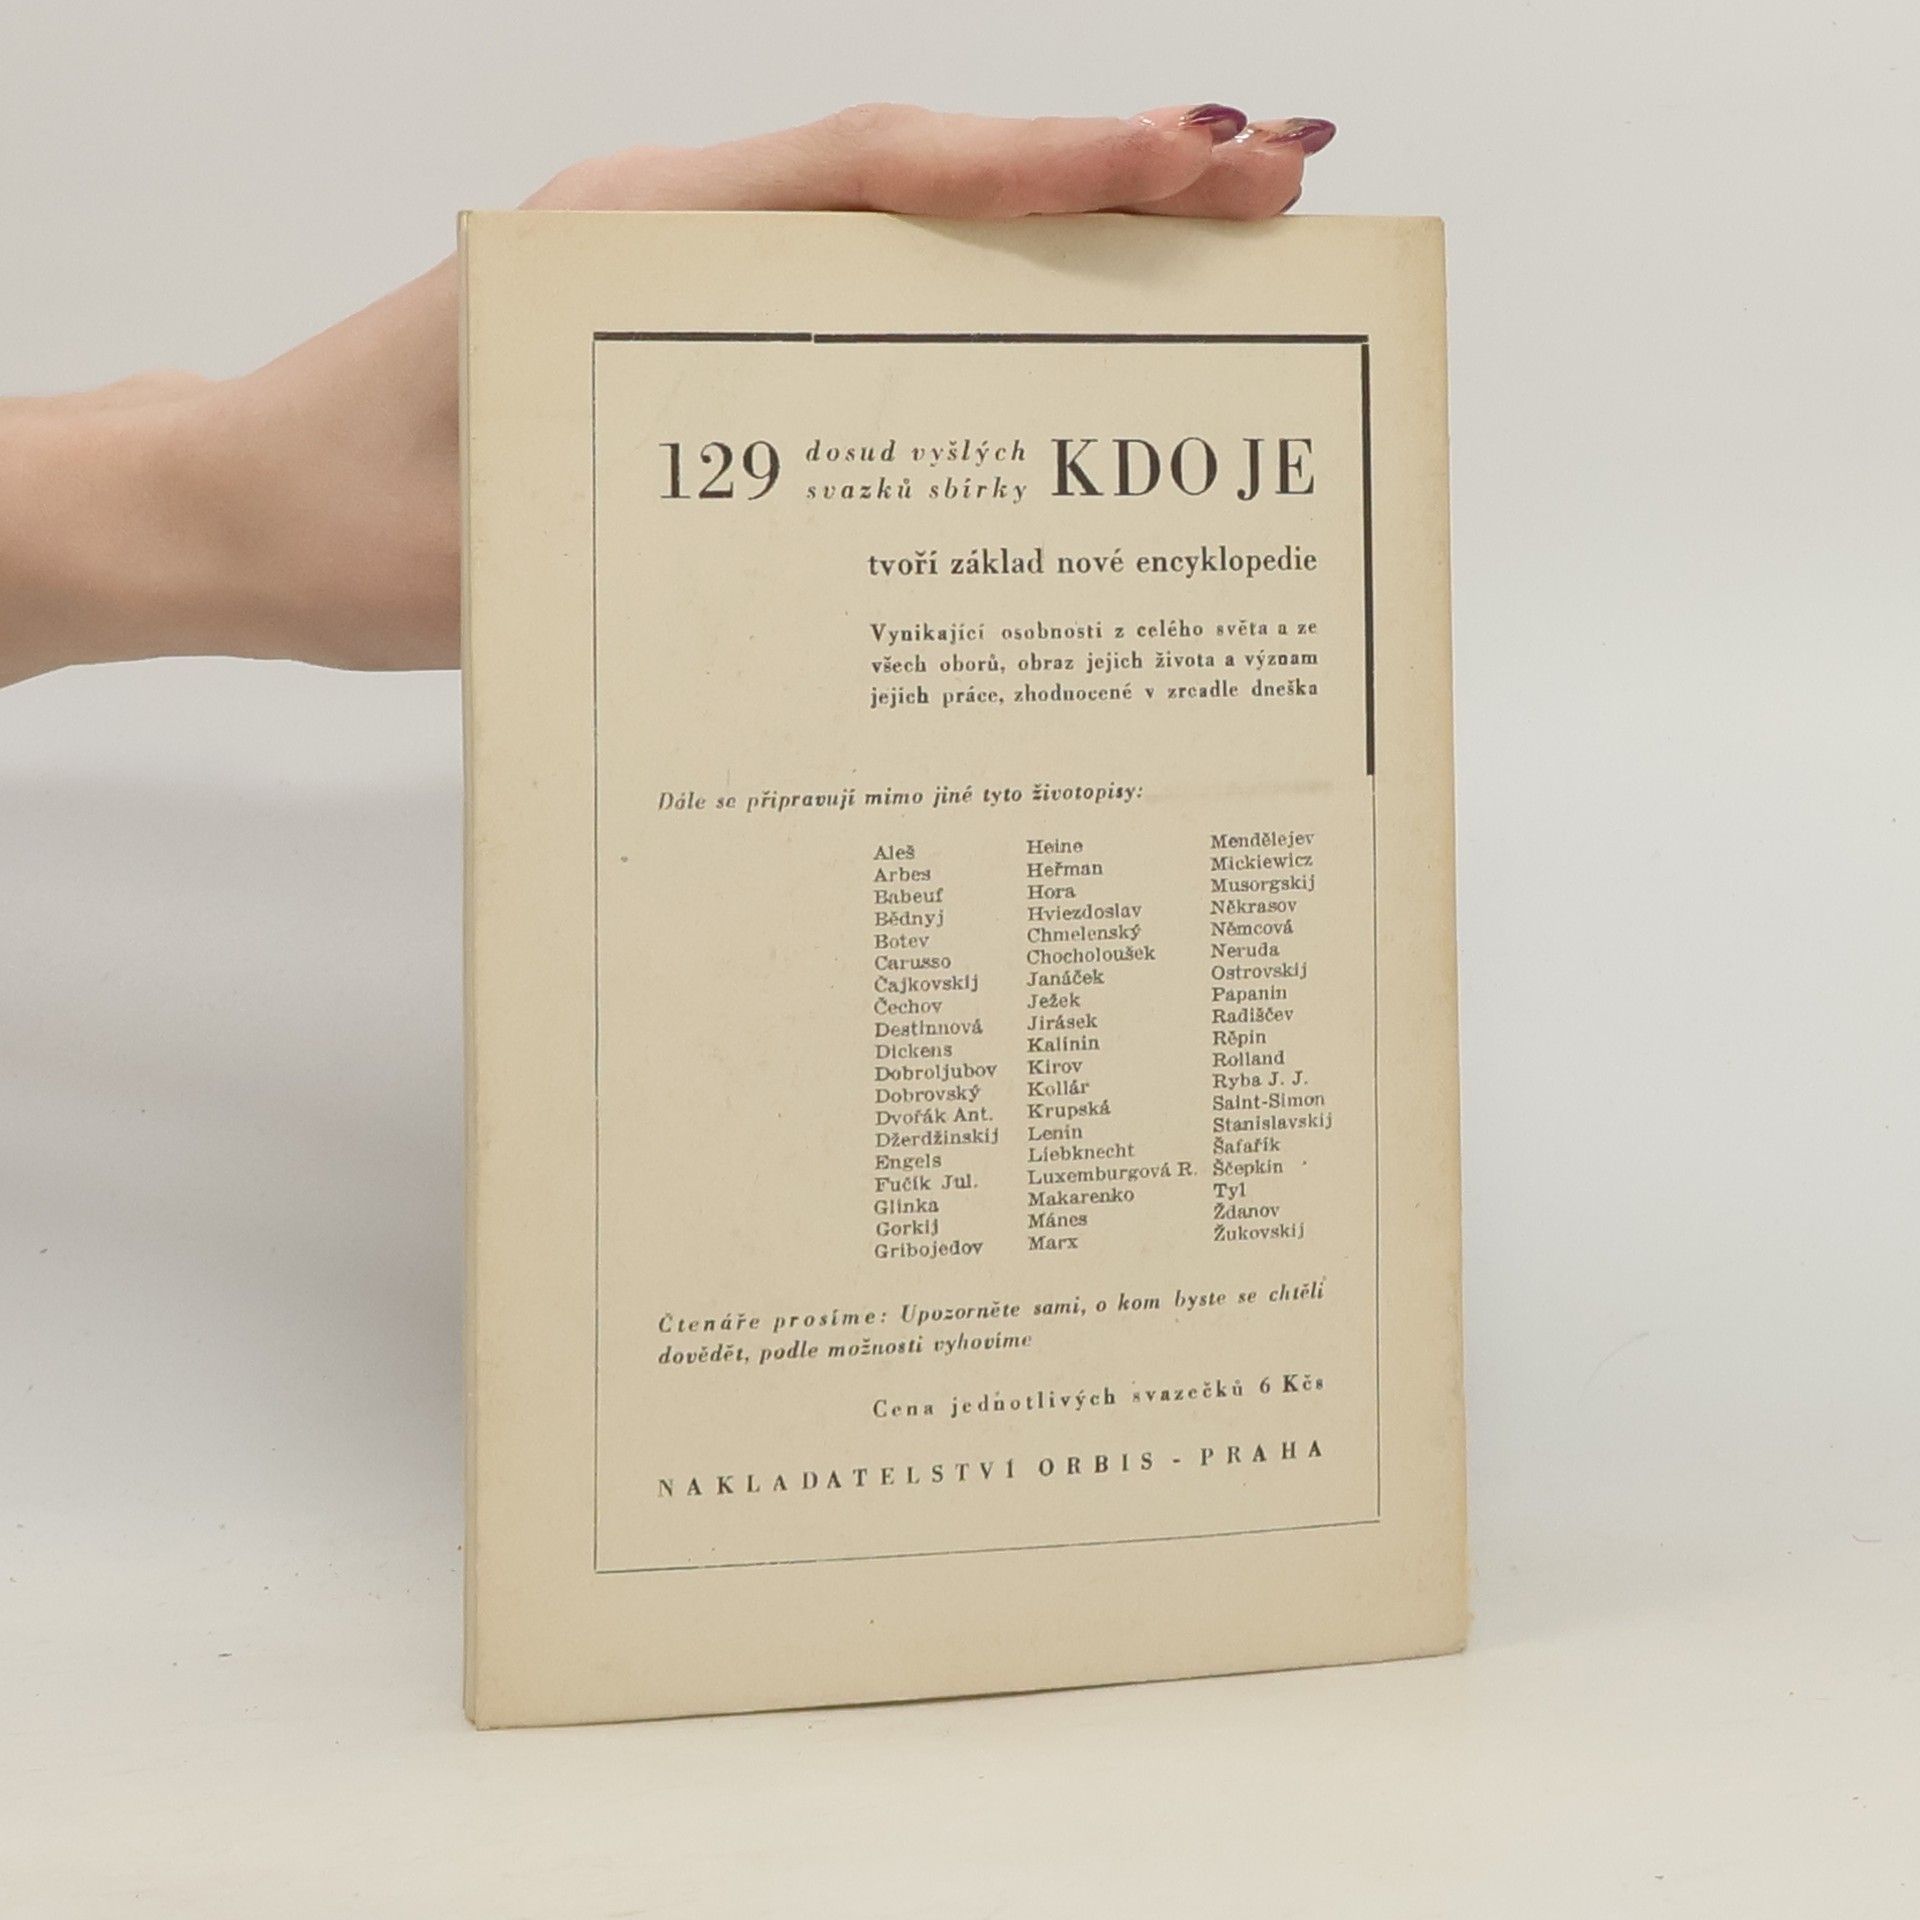 129 dosud vyšlých svazků sbírky KDO JE
tvoří základ nové encyklopedie
Vynikající osobnosti z celého světa a ze
všech oborů, obraz jejich života a význam
jejich práce, zhodnocené v zrcadle dneška
Dále se připravují mimo jiné tyto životopisy:
Aleš
Arbes
Babeuf
Bědnyj
Botev
Carusso
Čajkovskij
Čechov
Destinnová
Dickens
Dobroljubov
Dobrovský
Dvořák Ant.
Džerdžinskij
Engels
Fučík Jul.
Glinka
Gorkij
Gribojedov
Heine
Heřman
Hora
Hviezdoslav
Chmelenský
Chocholoušek
Janáček
Ježek
Jirásek
Kalinin
Kirov
Kollár
Krupská
Lenin
Liebknecht
Luxemburgová R.
Makarenko
Mánes
Marx
Mendělejev
Mickiewicz
Musorgskij
Někrasov
Němcová
Neruda
Ostrovskij
Papanin
Radiščev
Rěpin
Rolland
Ryba J. J.
Saint-Simon
Stanislavskij
Šafařík
Ščepkin
Tyl
Ždanov
Žukovskij
Čtenáře prosíme: Upozorněte sami, o kom byste se chtěli
dovědět, podle možnosti vyhovíme
Cena jednotlivých svazečků 6 Kčs
NAKLADATELSTVÍ ORBIS - PRAHA